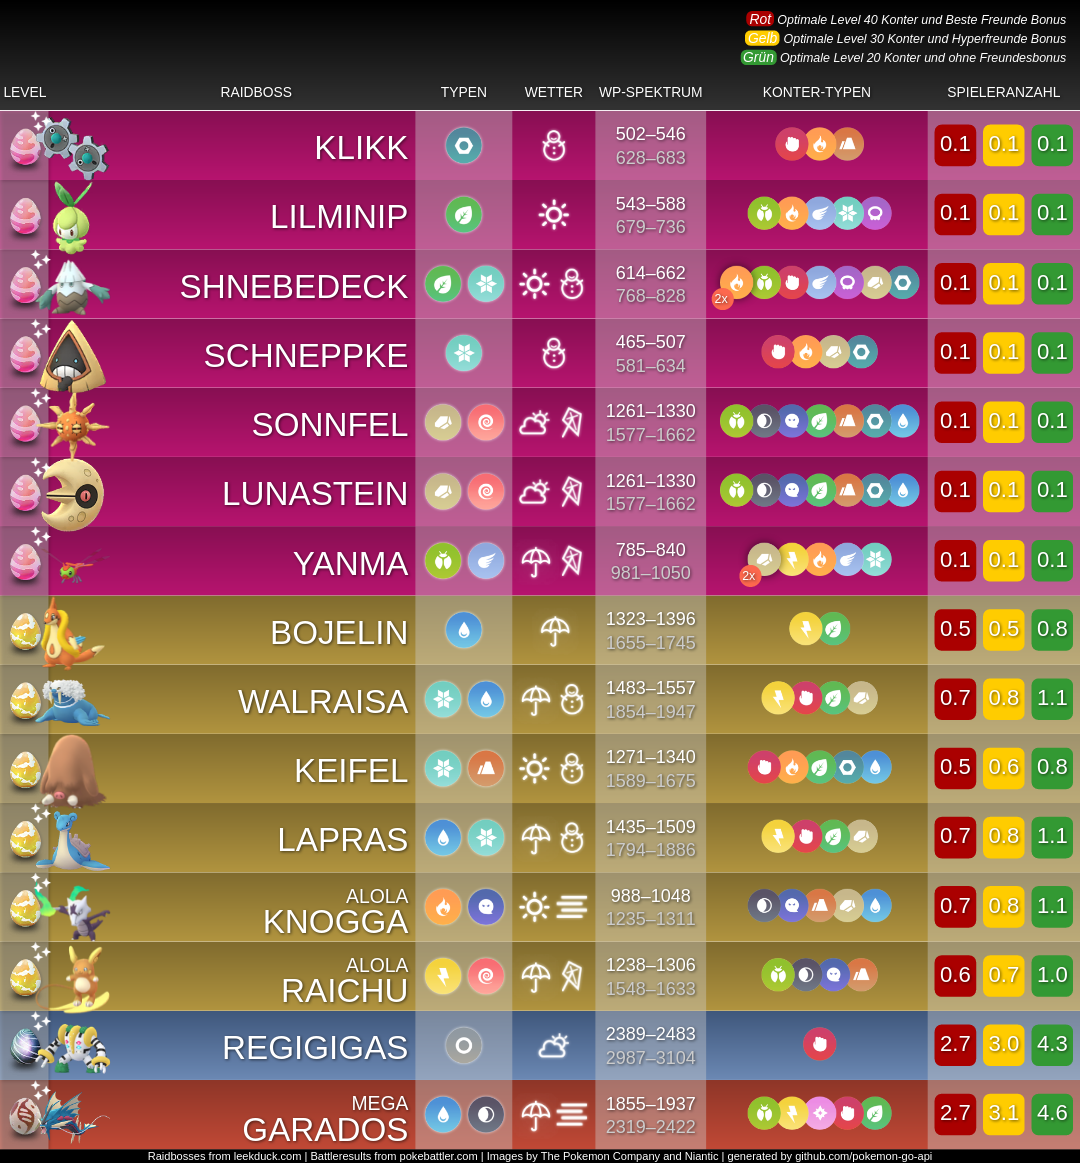 Rot Optimale Level 40 Konter und Beste Freunde Bonus
Gelb Optimale Level 30 Konter und Hyperfreunde Bonus
Grün Optimale Level 20 Konter und ohne Freundesbonus
LEVEL RAIDBOSS TYPEN WETTER WP-SPEKTRUM KONTER-TYPEN SPIELERANZAHL
KLIKK 502–546 0.1 0.1 0.1
628–683
LILMINIP 543–588 0.1 0.1 0.1
679–736
SHNEBEDECK 614–662 0.1 0.1 0.1
768–828 2x
SCHNEPPKE 465–507 0.1 0.1 0.1
581–634
SONNFEL 1261–1330 0.1 0.1 0.1
1577–1662
LUNASTEIN 1261–1330 0.1 0.1 0.1
1577–1662
YANMA 785–840 0.1 0.1 0.1
981–1050 2x
BOJELIN 1323–1396 0.5 0.5 0.8
1655–1745
WALRAISA 1483–1557 0.7 0.8 1.1
1854–1947
KEIFEL 1271–1340 0.5 0.6 0.8
1589–1675
LAPRAS 1435–1509 0.7 0.8 1.1
1794–1886
ALOLA 988–1048 0.7 0.8 1.1
KNOGGA 1235–1311
ALOLA 1238–1306 0.6 0.7 1.0
RAICHU 1548–1633
REGIGIGAS 2389–2483 2.7 3.0 4.3
2987–3104
MEGA 1855–1937 2.7 3.1 4.6
GARADOS 2319–2422
Raidbosses from leekduck.com | Battleresults from pokebattler.com | Images by The Pokemon Company and Niantic | generated by github.com/pokemon-go-api